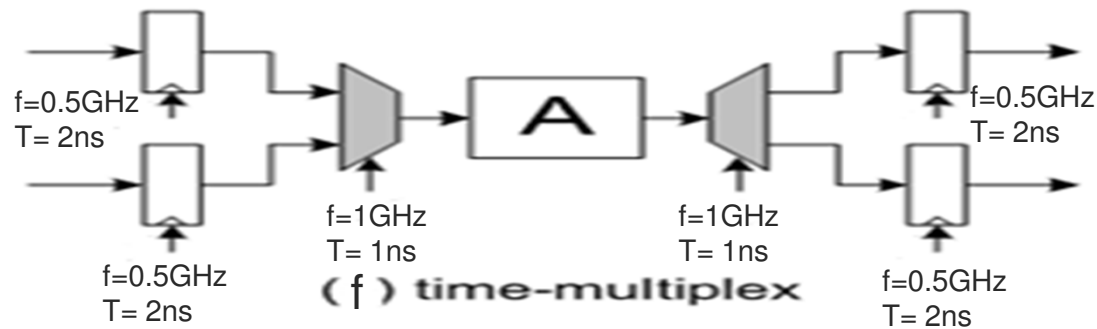 f=0.5GHz
T= 2ns
A
f=0.5GHz
T= 2ns
f=1GHz
T= 1ns
f=1GHz
T= 1ns
f=0.5GHz
T= 2ns
f=0.5GHz
T= 2ns
( f ) time-multiplex